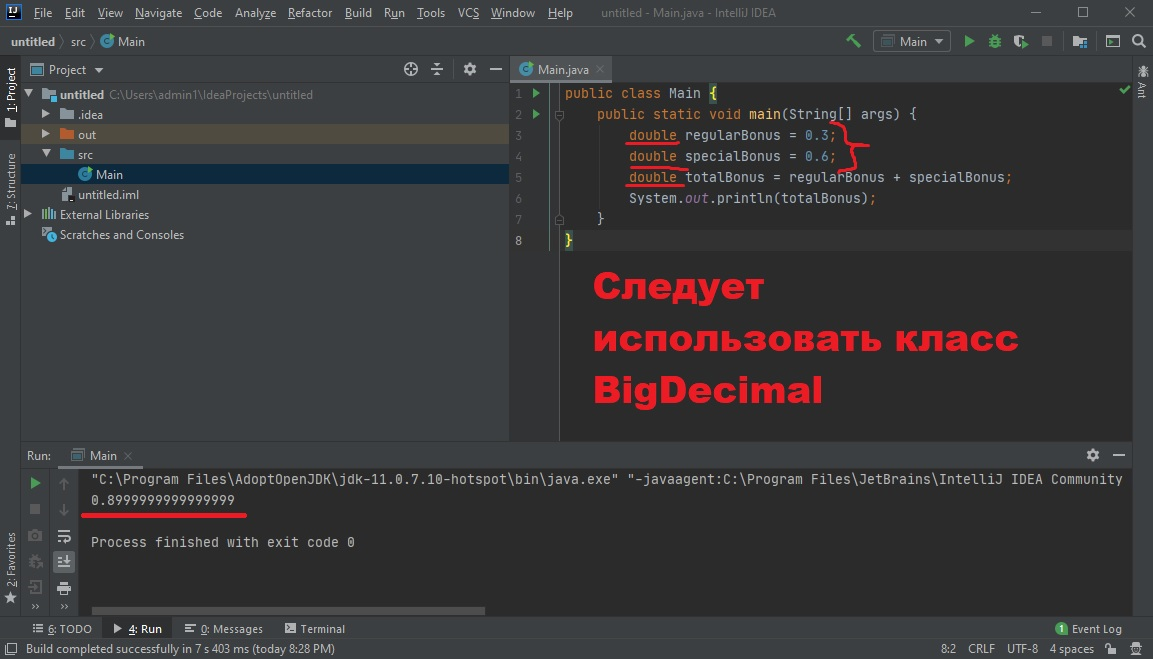 File Edit View Navigate Code Analyze Refactor Build Run Tools VCS Window Help untitled - Main.java - IntelliJ IDEA
untitled src Main Main
Project Main.java
1: Project
untitled C:\Users\admin1\IdeaProjects\untitled
.idea
out
src
Main
untitled.iml
External Libraries
Scratches and Consoles
7: Structure
2: Favorites
Ant
1 public class Main {
2 public static void main(String[] args) {
3 double regularBonus = 0.3;
4 double specialBonus = 0.6;
5 double totalBonus = regularBonus + specialBonus;
6 System.out.println(totalBonus);
7 }
8 }
Следует
использовать класс
BigDecimal
Run: Main
"C:\Program Files\AdoptOpenJDK\jdk-11.0.7.10-hotspot\bin\java.exe" "-javaagent:C:\Program Files\JetBrains\IntelliJ IDEA Community
0.8999999999999999
Process finished with exit code 0
6: TODO 4: Run 0: Messages Terminal 1 Event Log
Build completed successfully in 7 s 403 ms (today 8:28 PM) 8:2 CRLF UTF-8 4 spaces